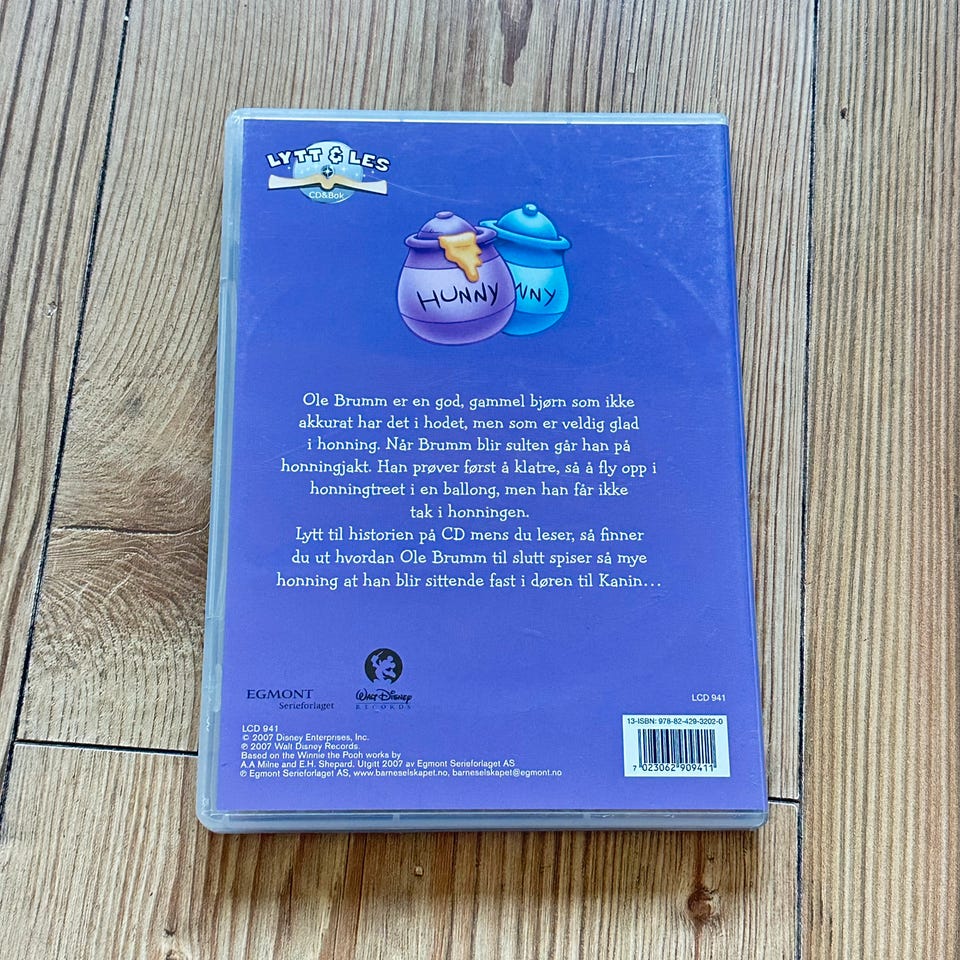 LYTT & LES
CD&Bok
HUNNY
NNY
Ole Brumm er en god, gammel bjørn som ikke
akkurat har det i hodet, men som er veldig glad
i honning. Når Brumm blir sulten går han på
honningjakt. Han prøver først å klatre, så å fly opp i
honningtreet i en ballong, men han får ikke
tak i honningen.
Lytt til historien på CD mens du leser, så finner
du ut hvordan Ole Brumm til slutt spiser så mye
honning at han blir sittende fast i døren til Kanin...
EGMONT
Serieforlaget
Walt Disney
RECORDS
LCD 941
LCD 941
© 2007 Disney Enterprises, Inc.
℗ 2007 Walt Disney Records.
Based on the Winnie the Pooh works by
A.A Milne and E.H. Shepard. Utgitt 2007 av Egmont Serieforlaget AS
℗ Egmont Serieforlaget AS, www.barneselskapet.no, barneselskapet@egmont.no
13-ISBN: 978-82-429-3202-0
7 023062 909411